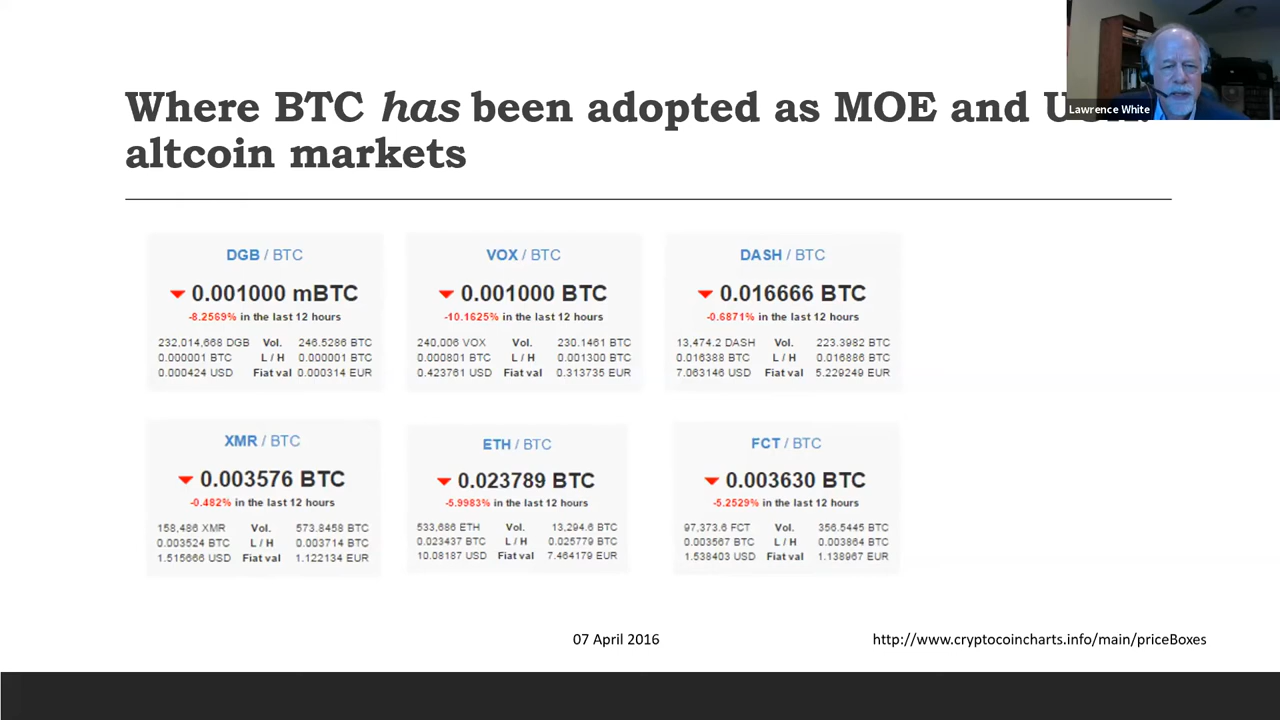 Where BTC has been adopted as MOE and
altcoin markets
Lawrence White
DGB / BTC
0.001000 mBTC
-8.2569% in the last 12 hours
232,014,668 DGB Vol. 246.5286 BTC
0.000001 BTC L / H 0.000001 BTC
0.000424 USD Fiat val 0.000314 EUR
VOX / BTC
0.001000 BTC
-10.1625% in the last 12 hours
240,006 VOX Vol. 230.1461 BTC
0.000801 BTC L / H 0.001300 BTC
0.423761 USD Fiat val 0.313735 EUR
DASH / BTC
0.016666 BTC
-0.6871% in the last 12 hours
13,474.2 DASH Vol. 223.3982 BTC
0.016388 BTC L / H 0.016886 BTC
7.063146 USD Fiat val 5.229249 EUR
XMR / BTC
0.003576 BTC
-0.482% in the last 12 hours
158,486 XMR Vol. 573.8458 BTC
0.003524 BTC L / H 0.003714 BTC
1.515666 USD Fiat val 1.122134 EUR
ETH / BTC
0.023789 BTC
-5.9983% in the last 12 hours
533,686 ETH Vol. 13,294.6 BTC
0.023437 BTC L / H 0.025779 BTC
10.08187 USD Fiat val 7.464179 EUR
FCT / BTC
0.003630 BTC
-5.2529% in the last 12 hours
97,373.6 FCT Vol. 356.5445 BTC
0.003567 BTC L / H 0.003864 BTC
1.538403 USD Fiat val 1.138967 EUR
07 April 2016
http://www.cryptocoincharts.info/main/priceBoxes